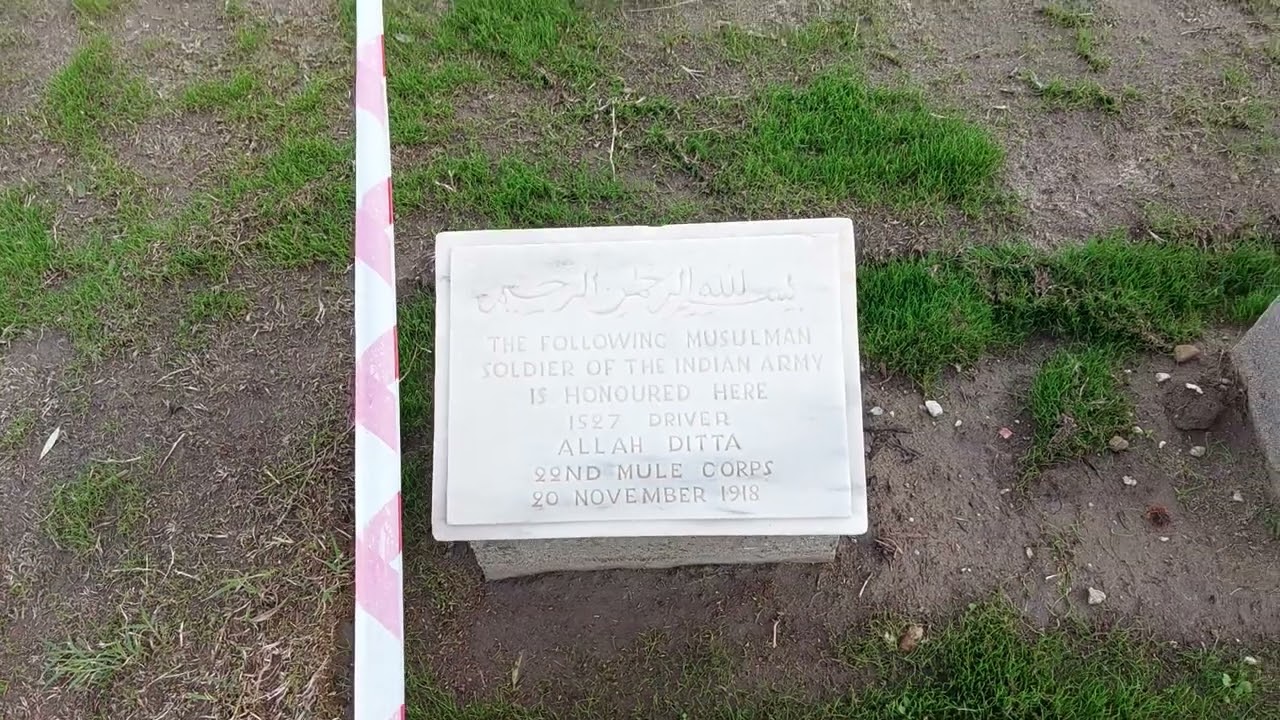 بسم الله الرحمن الرحيم
THE FOLLOWING MUSULMAN
SOLDIER OF THE INDIAN ARMY
IS HONOURED HERE
1527 DRIVER
ALLAH DITTA
22ND MULE CORPS
20 NOVEMBER 1918